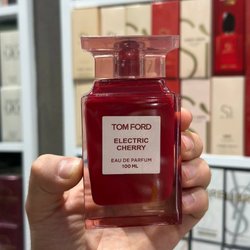 TOM FORD
ELECTRIC
CHERRY
EAU DE PARFUM
100 ML